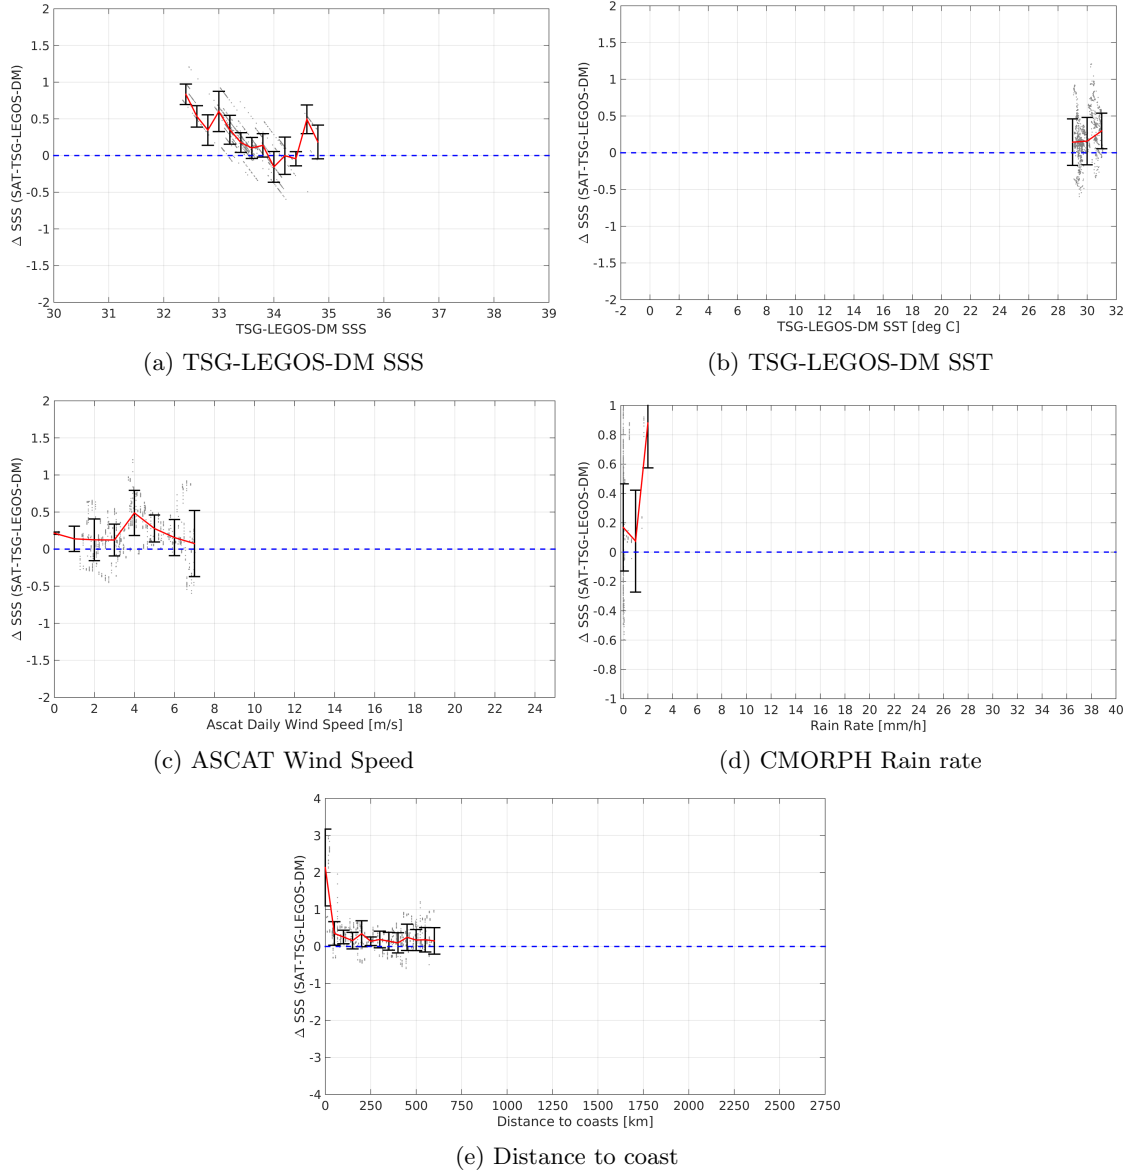 2
1.5
1
0.5
0
-0.5
-1
-1.5
-2
Δ SSS (SAT-TSG-LEGOS-DM)
30 31 32 33 34 35 36 37 38 39
TSG-LEGOS-DM SSS
(a) TSG-LEGOS-DM SSS
2
1.5
1
0.5
0
-0.5
-1
-1.5
-2
Δ SSS (SAT-TSG-LEGOS-DM)
-2 0 2 4 6 8 10 12 14 16 18 20 22 24 26 28 30 32
TSG-LEGOS-DM SST [deg C]
(b) TSG-LEGOS-DM SST
2
1.5
1
0.5
0
-0.5
-1
-1.5
-2
Δ SSS (SAT-TSG-LEGOS-DM)
0 2 4 6 8 10 12 14 16 18 20 22 24
Ascat Daily Wind Speed [m/s]
(c) ASCAT Wind Speed
1
0.8
0.6
0.4
0.2
0
-0.2
-0.4
-0.6
-0.8
-1
Δ SSS (SAT-TSG-LEGOS-DM)
0 2 4 6 8 10 12 14 16 18 20 22 24 26 28 30 32 34 36 38 40
Rain Rate [mm/h]
(d) CMORPH Rain rate
4
3
2
1
0
-1
-2
-3
-4
Δ SSS (SAT-TSG-LEGOS-DM)
0 250 500 750 1000 1250 1500 1750 2000 2250 2500 2750
Distance to coasts [km]
(e) Distance to coast